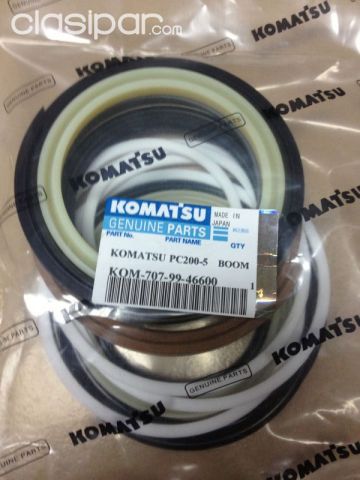 clasipar.com
Paraguay
GENUINE PARTS
KOMATSU
KOMATSU
GENUINE PARTS
KOMATSU
KOMATSU
GENUINE PARTS
MADE IN
JAPAN
PART No.
PART NAME
QTY
KOMATSU PC200-5 BOOM
KOM-707-99-46600
1
KOMATSU
GENUINE PARTS
GENUINE PARTS
KOMATSU
GENUINE PARTS
KOMATSU